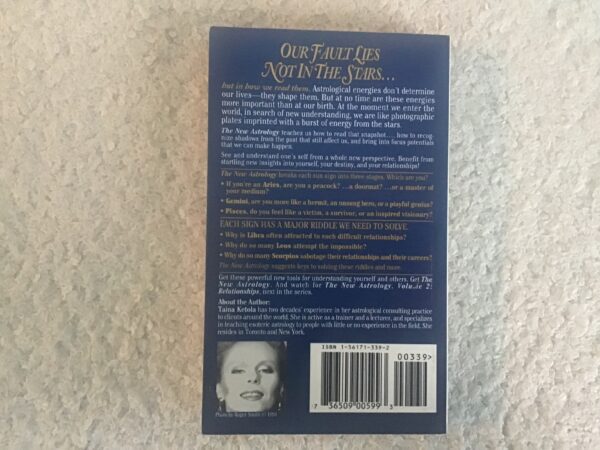 OUR FAULT LIES
NOT IN THE STARS...
but in how we read them. Astrological energies don't determine
our lives—they shape them. But at no time are these energies
more important than at our birth. At the moment we enter the
world, in search of new understanding, we are like photographic
plates imprinted with a burst of energy from the stars.
The New Astrology teaches us how to read that snapshot.... how to recog-
nize shadows from the past that still affect us, and bring into focus potentials
that we can make happen.
See and understand one's self from a whole new perspective. Benefit from
startling new insights into yourself, your destiny, and your relationships!
The New Astrology breaks each sun sign into three stages. Which are you?
• If you're an Aries, are you a peacock? ...a doormat? ...or a master of
your medium?
• Gemini, are you more like a hermit, an unsung hero, or a playful genius?
• Pisces, do you feel like a victim, a survivor, or an inspired visionary?
EACH SIGN HAS A MAJOR RIDDLE WE NEED TO SOLVE.
• Why is Libra often attracted to such difficult relationships?
• Why do so many Leos attempt the impossible?
• Why do so many Scorpios sabotage their relationships and their careers?
The New Astrology suggests keys to solving these riddles and more.
Get these powerful new tools for understanding yourself and others. Get The
New Astrology. And watch for The New Astrology, 2:
Relationships, next in the series.
About the Author:
Taina Ketola has two decades' experience in her astrological consulting practice
to clients around the world. She is active as a trainer and a lecturer, and specializes
in teaching esoteric astrology to people with little or no experience in the field. She
resides in Toronto and New York.
ISBN 1-56171-339-2
00339>
7 36509 00599 3
Photo by Roger Smith ©